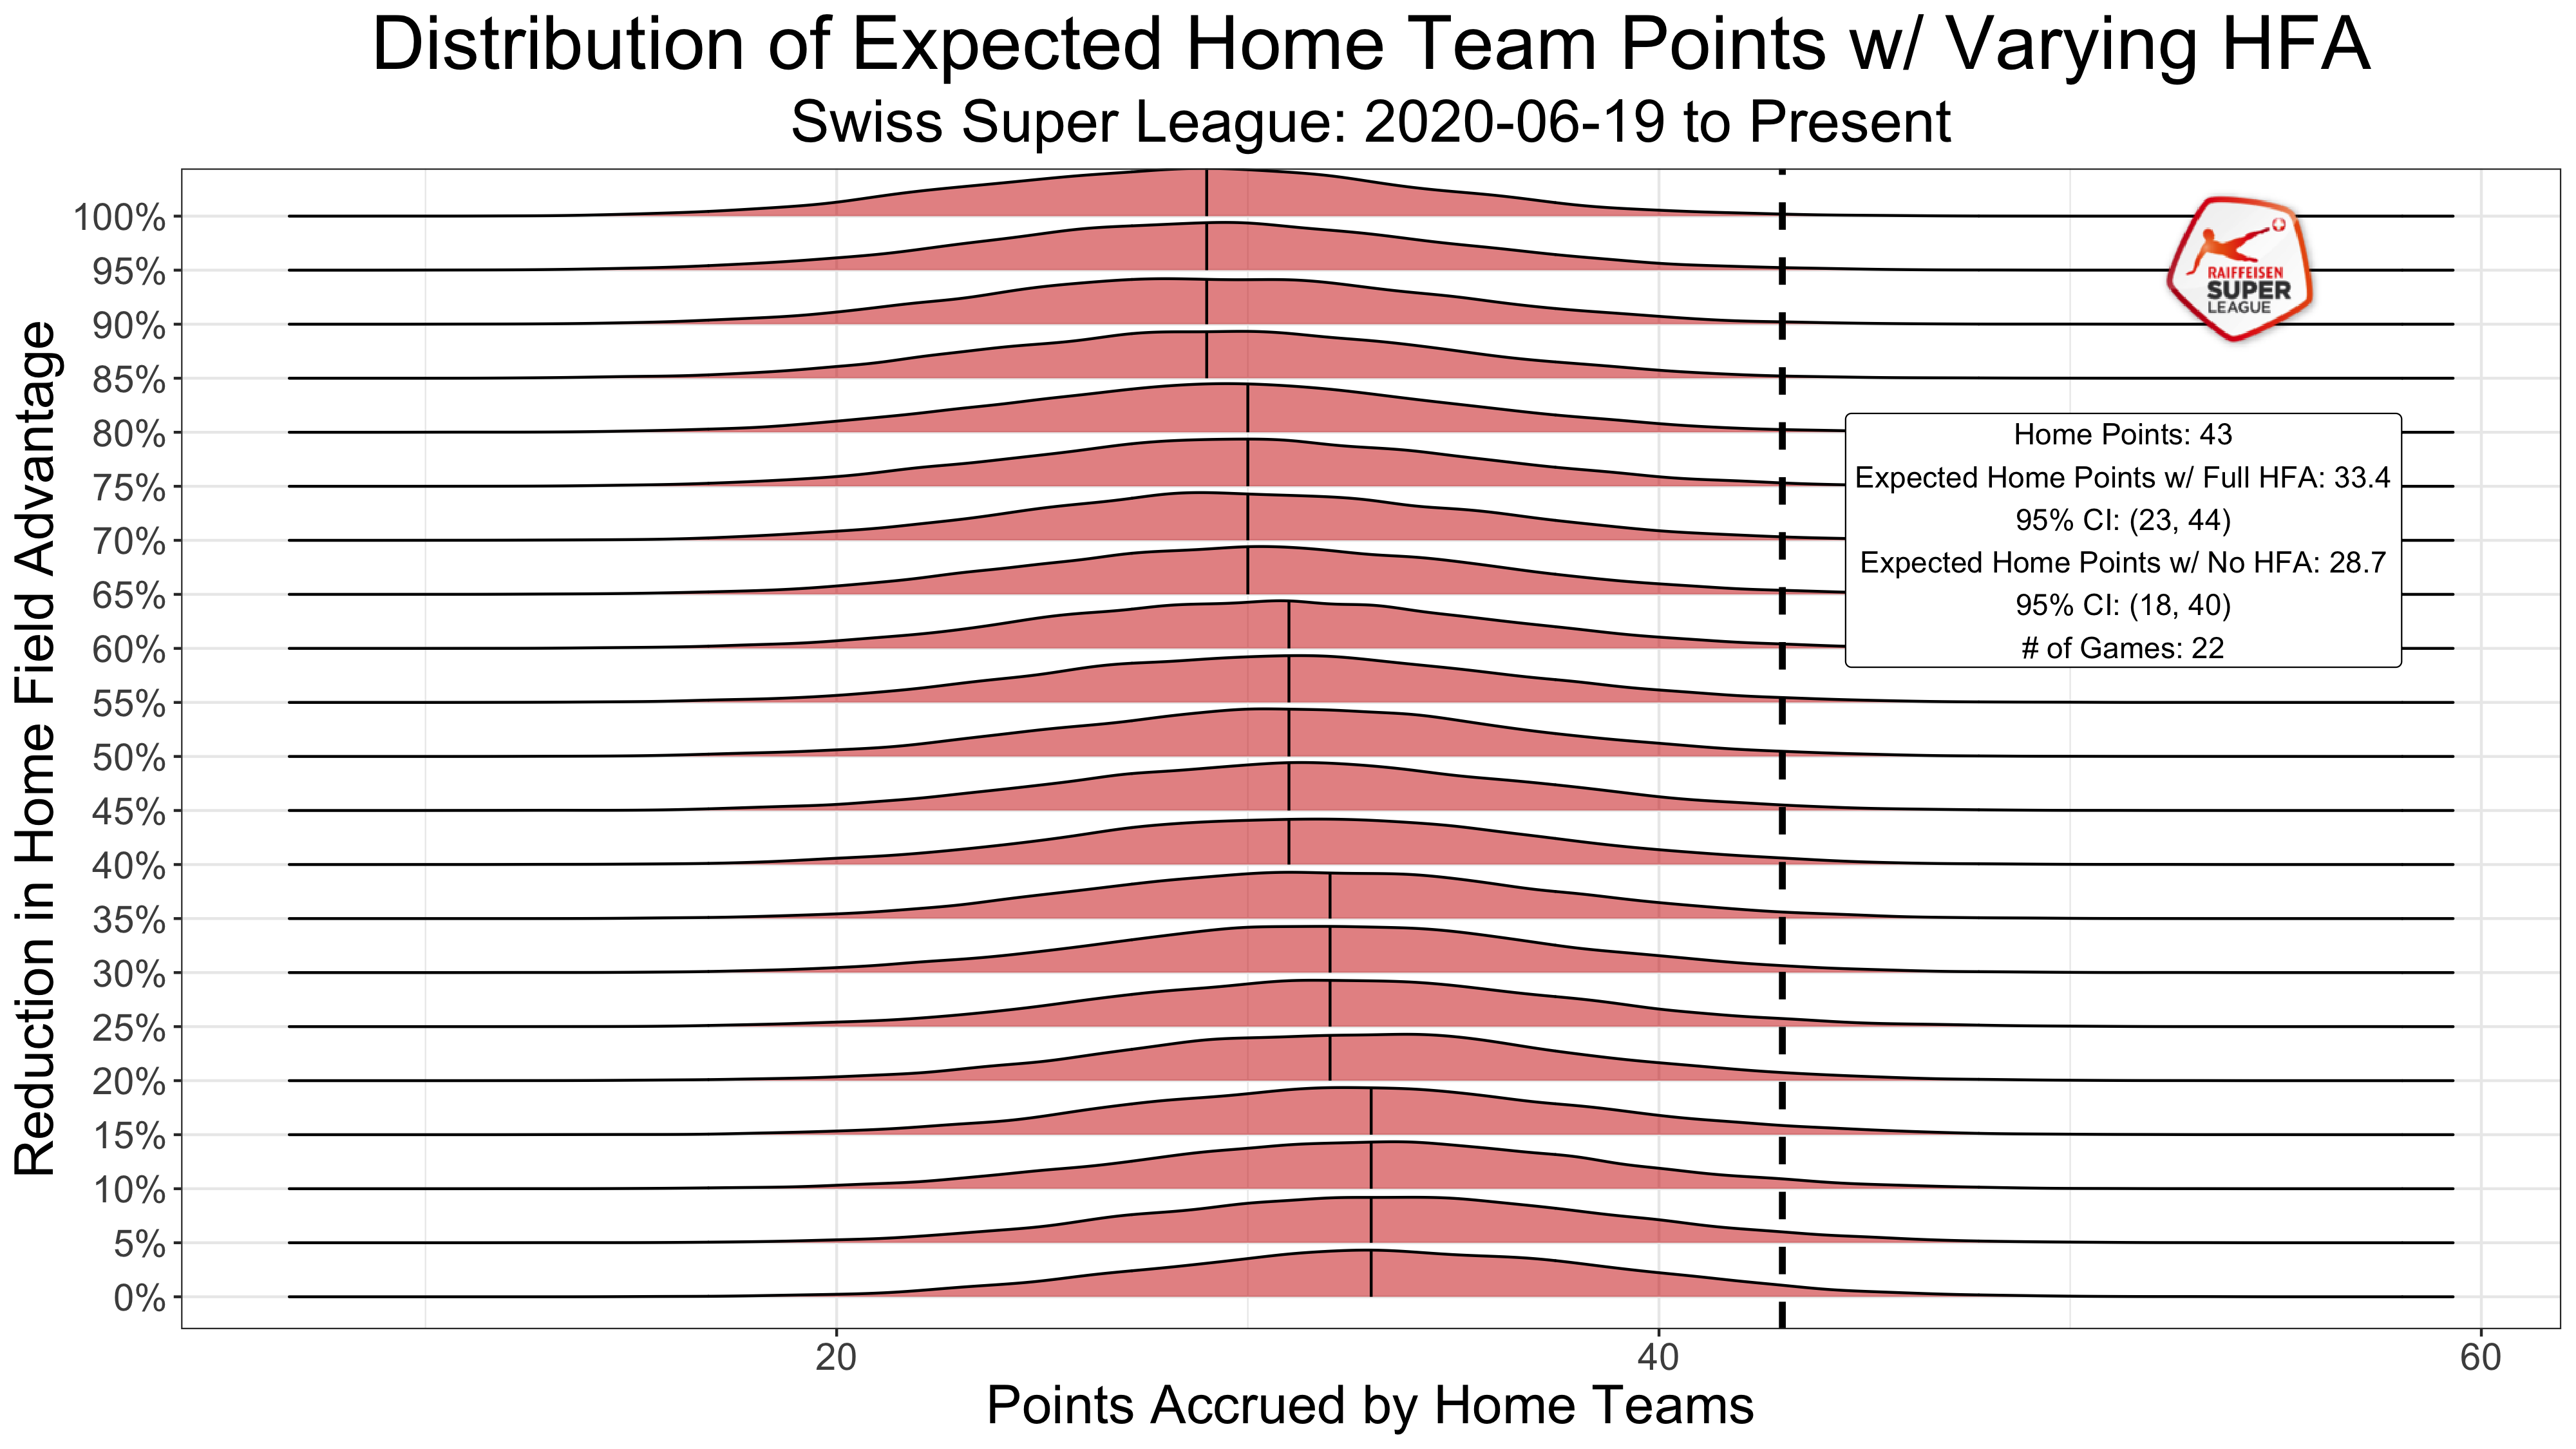 Distribution of Expected Home Team Points w/ Varying HFA
Swiss Super League: 2020-06-19 to Present
Reduction in Home Field Advantage
100%
95%
90%
85%
80%
75%
70%
65%
60%
55%
50%
45%
40%
35%
30%
25%
20%
15%
10%
5%
0%
RAIFFEISEN
SUPER
LEAGUE
Home Points: 43
Expected Home Points w/ Full HFA: 33.4
95% CI: (23, 44)
Expected Home Points w/ No HFA: 28.7
95% CI: (18, 40)
# of Games: 22
20
40
60
Points Accrued by Home Teams